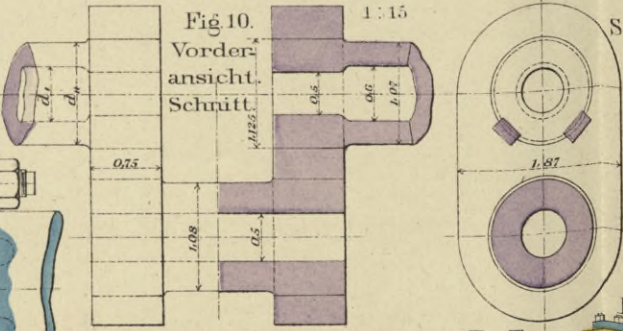 Fig. 10.
Vorder-
ansicht.
Schnitt.
1:15
S
d₁
dıı
1,125
0,5
0,6
1,07
0,75
1,87
1,08
0,5